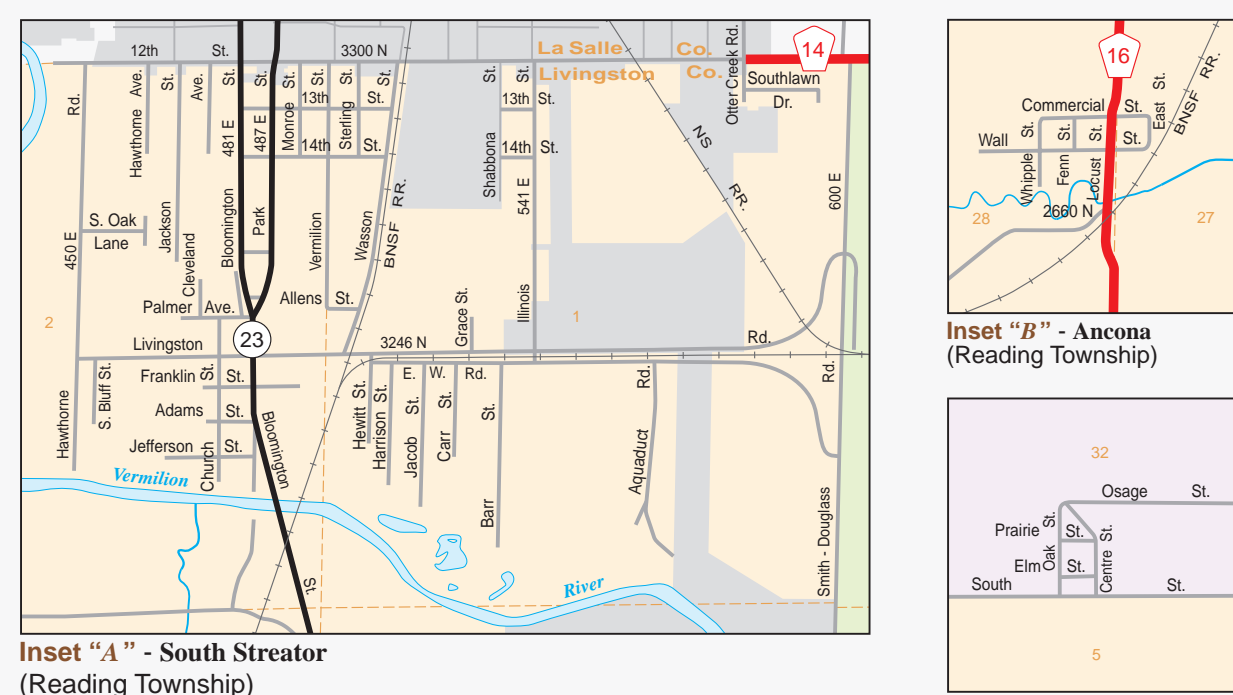 12th St. 3300 N
La Salle Co.
Livingston Co.
14
Otter Creek Rd.
Southlawn
Dr.
Rd.
Hawthorne Ave.
St.
Ave.
St.
481 E
487 E
St.
Monroe
St.
13th St.
14th St.
Sterling
St.
St.
St.
St.
13th St.
14th St.
Shabbona
541 E
NS RR.
600 E
S. Oak
Lane
450 E
Jackson
Cleveland
Bloomington
Park
Vermilion
Wasson
BNSF RR.
Palmer Ave.
Allens St.
Illinois
Grace St.
2
1
23
Livingston
3246 N
Rd.
Rd.
Franklin St.
St.
Adams St.
Jefferson St.
Church
S. Bluff St.
Hawthorne
Bloomington
St.
E. W. Rd.
Hewitt St.
Harrison St.
Jacob St.
Carr St.
Barr St.
Aquaduct Rd.
Smith - Douglass
Vermilion
River
Inset “A” - South Streator
(Reading Township)
16
Commercial St.
East St.
BNSF RR.
Wall St.
Whipple St.
Fenn St.
Locust St.
2660 N
28
27
Inset “B” - Ancona
(Reading Township)
32
Osage St.
Prairie St.
Oak St.
Elm St.
Centre St.
South St.
5